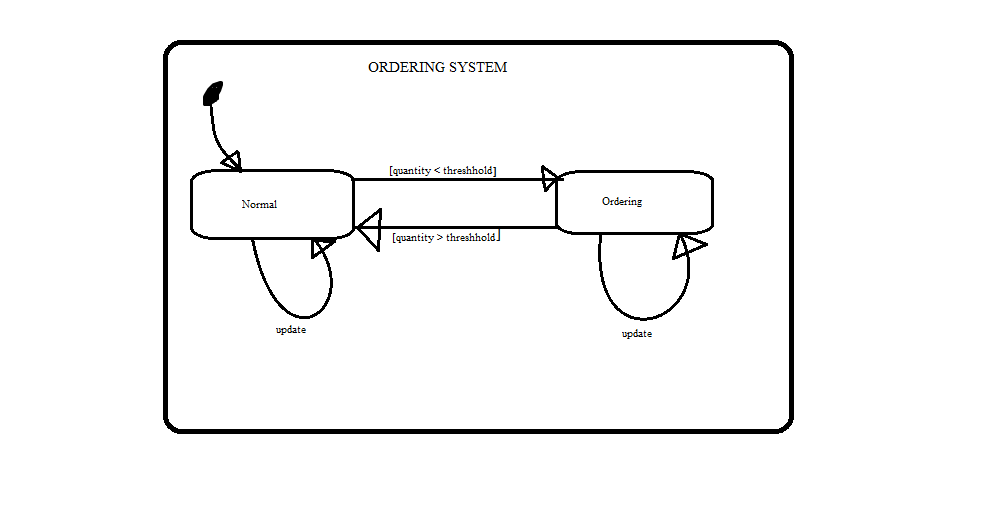 ORDERING SYSTEM
[quantity < threshhold]
Normal
Ordering
[quantity > threshhold]
update
update